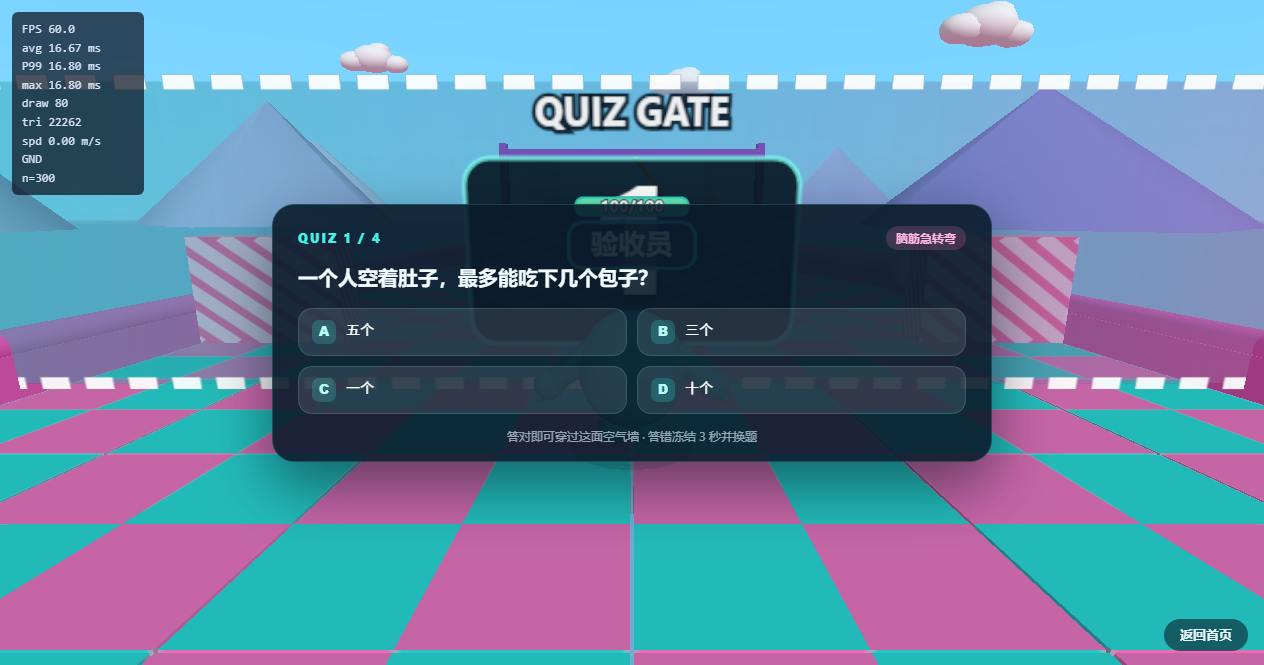 FPS 60.0
avg 16.67 ms
P99 16.80 ms
max 16.80 ms
draw 80
tri 22262
spd 0.00 m/s
GND
n=300
QUIZ GATE
1
100/100
验收员
QUIZ 1 / 4
脑筋急转弯
一个人空着肚子，最多能吃下几个包子？
A 五个
B 三个
C 一个
D 十个
答对即可穿过这面空气墙 · 答错冻结 3 秒并换题
返回首页